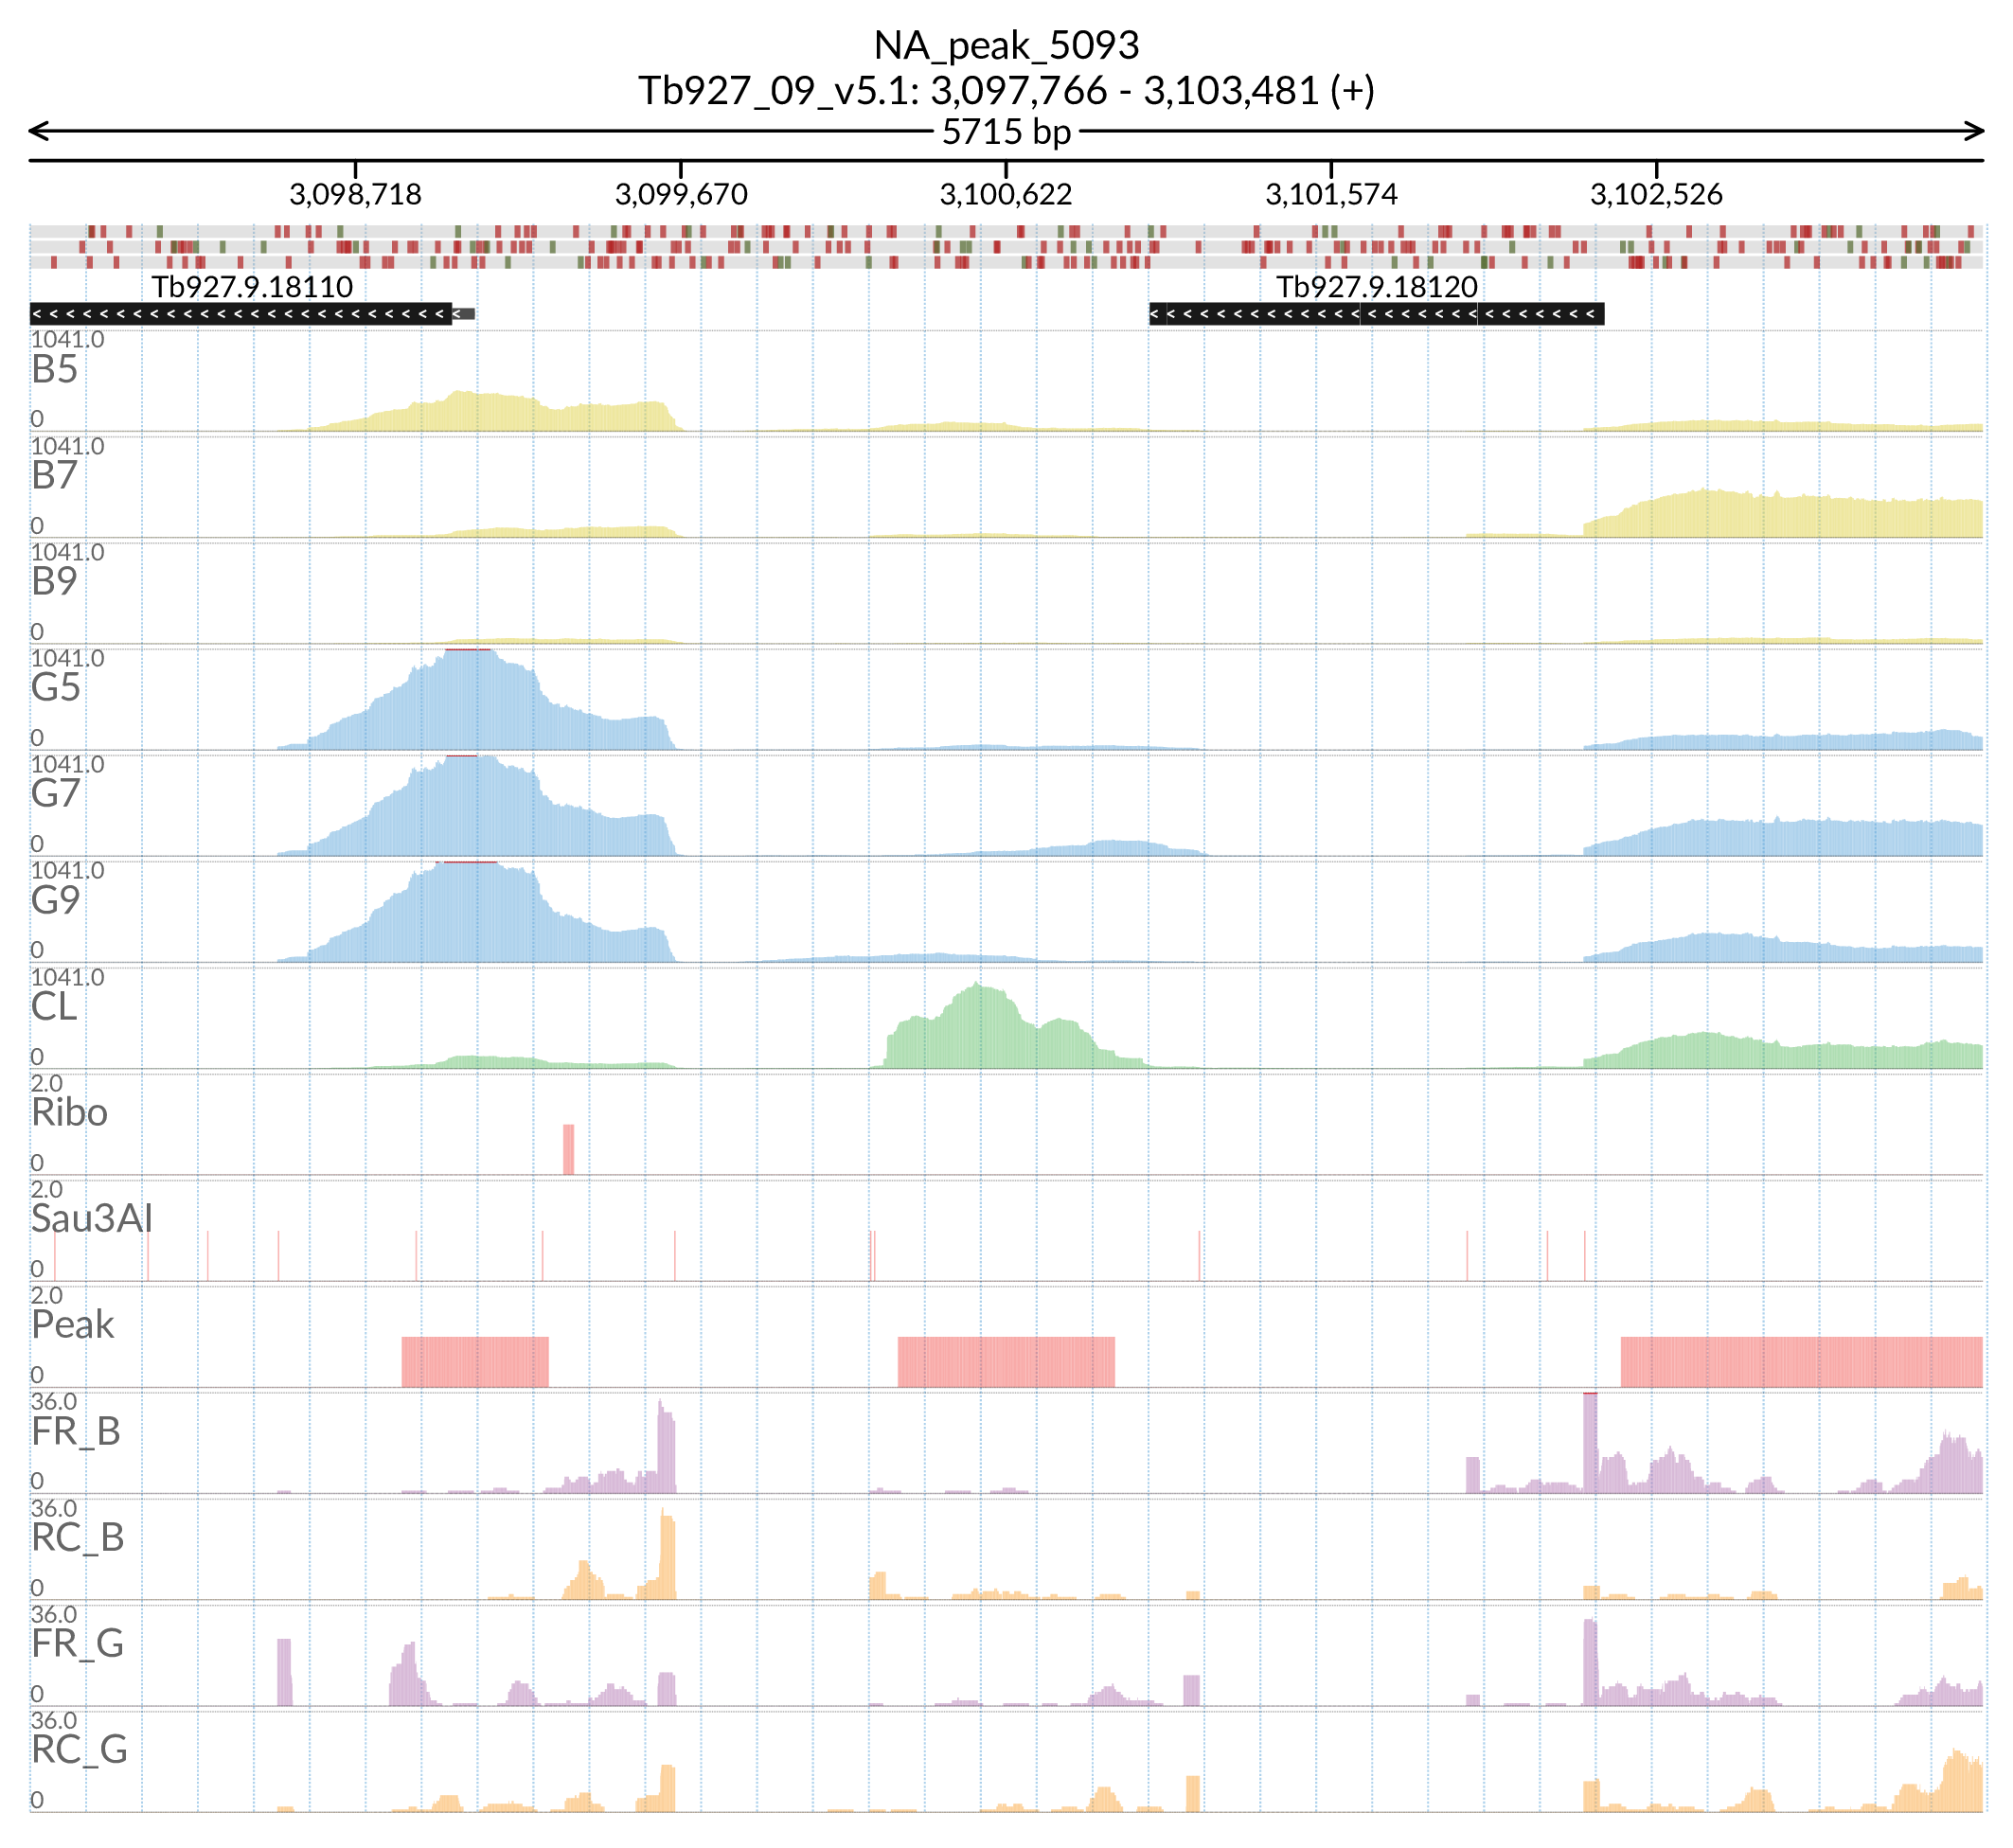 NA_peak_5093
Tb927_09_v5.1: 3,097,766 - 3,103,481 (+)
5715 bp
3,098,718 3,099,670 3,100,622 3,101,574 3,102,526
Tb927.9.18110 Tb927.9.18120
1041.0
B5
0
1041.0
B7
0
1041.0
B9
0
1041.0
G5
0
1041.0
G7
0
1041.0
G9
0
1041.0
CL
0
2.0
Ribo
0
2.0
Sau3AI
0
2.0
Peak
0
36.0
FR_B
0
36.0
RC_B
0
36.0
FR_G
0
36.0
RC_G
0